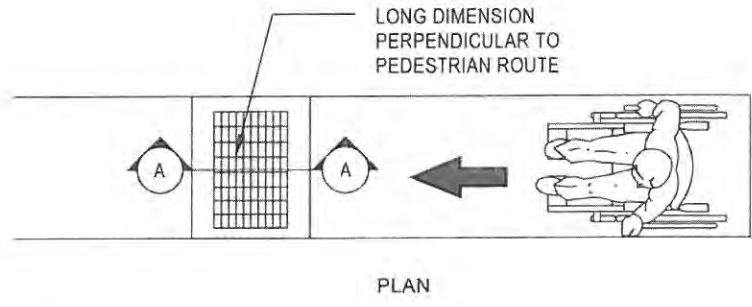 LONG DIMENSION
PERPENDICULAR TO
PEDESTRIAN ROUTE
A
A
PLAN